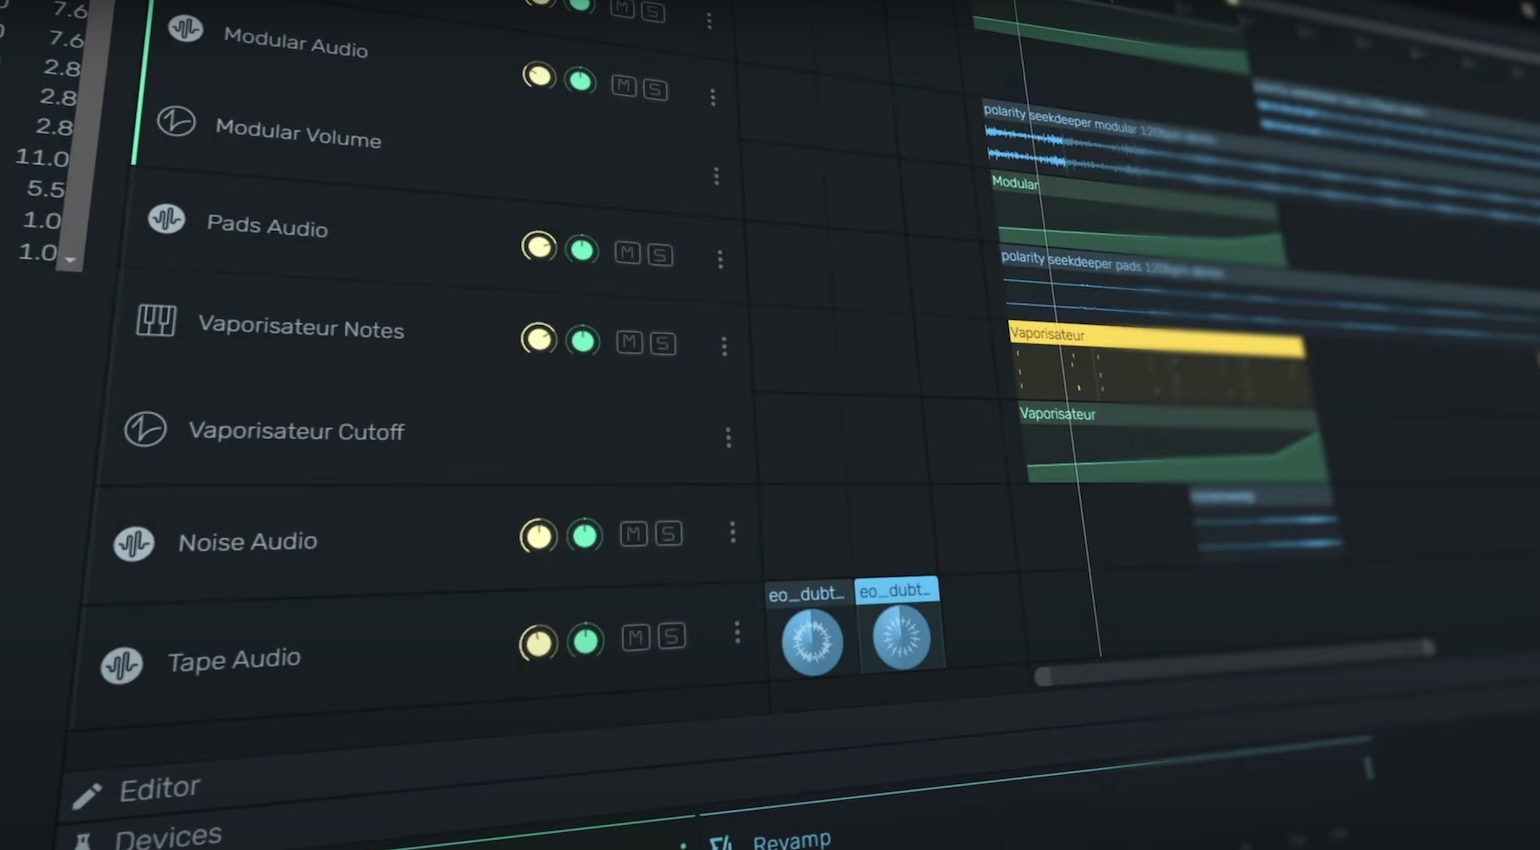 7.6
7.6
2.8
2.8
2.8
11.0
5.5
1.0
1.0
M S
Modular Audio
M S
Modular Volume
Pads Audio
M S
Vaporisateur Notes
M S
Vaporisateur Cutoff
Noise Audio
M S
Tape Audio
M S
polarity seekdeeper modular
Modular
polarity seekdeeper pads
Vaporisateur
Vaporisateur
eo_dubt...
eo_dubt...
Editor
Devices
Revamp